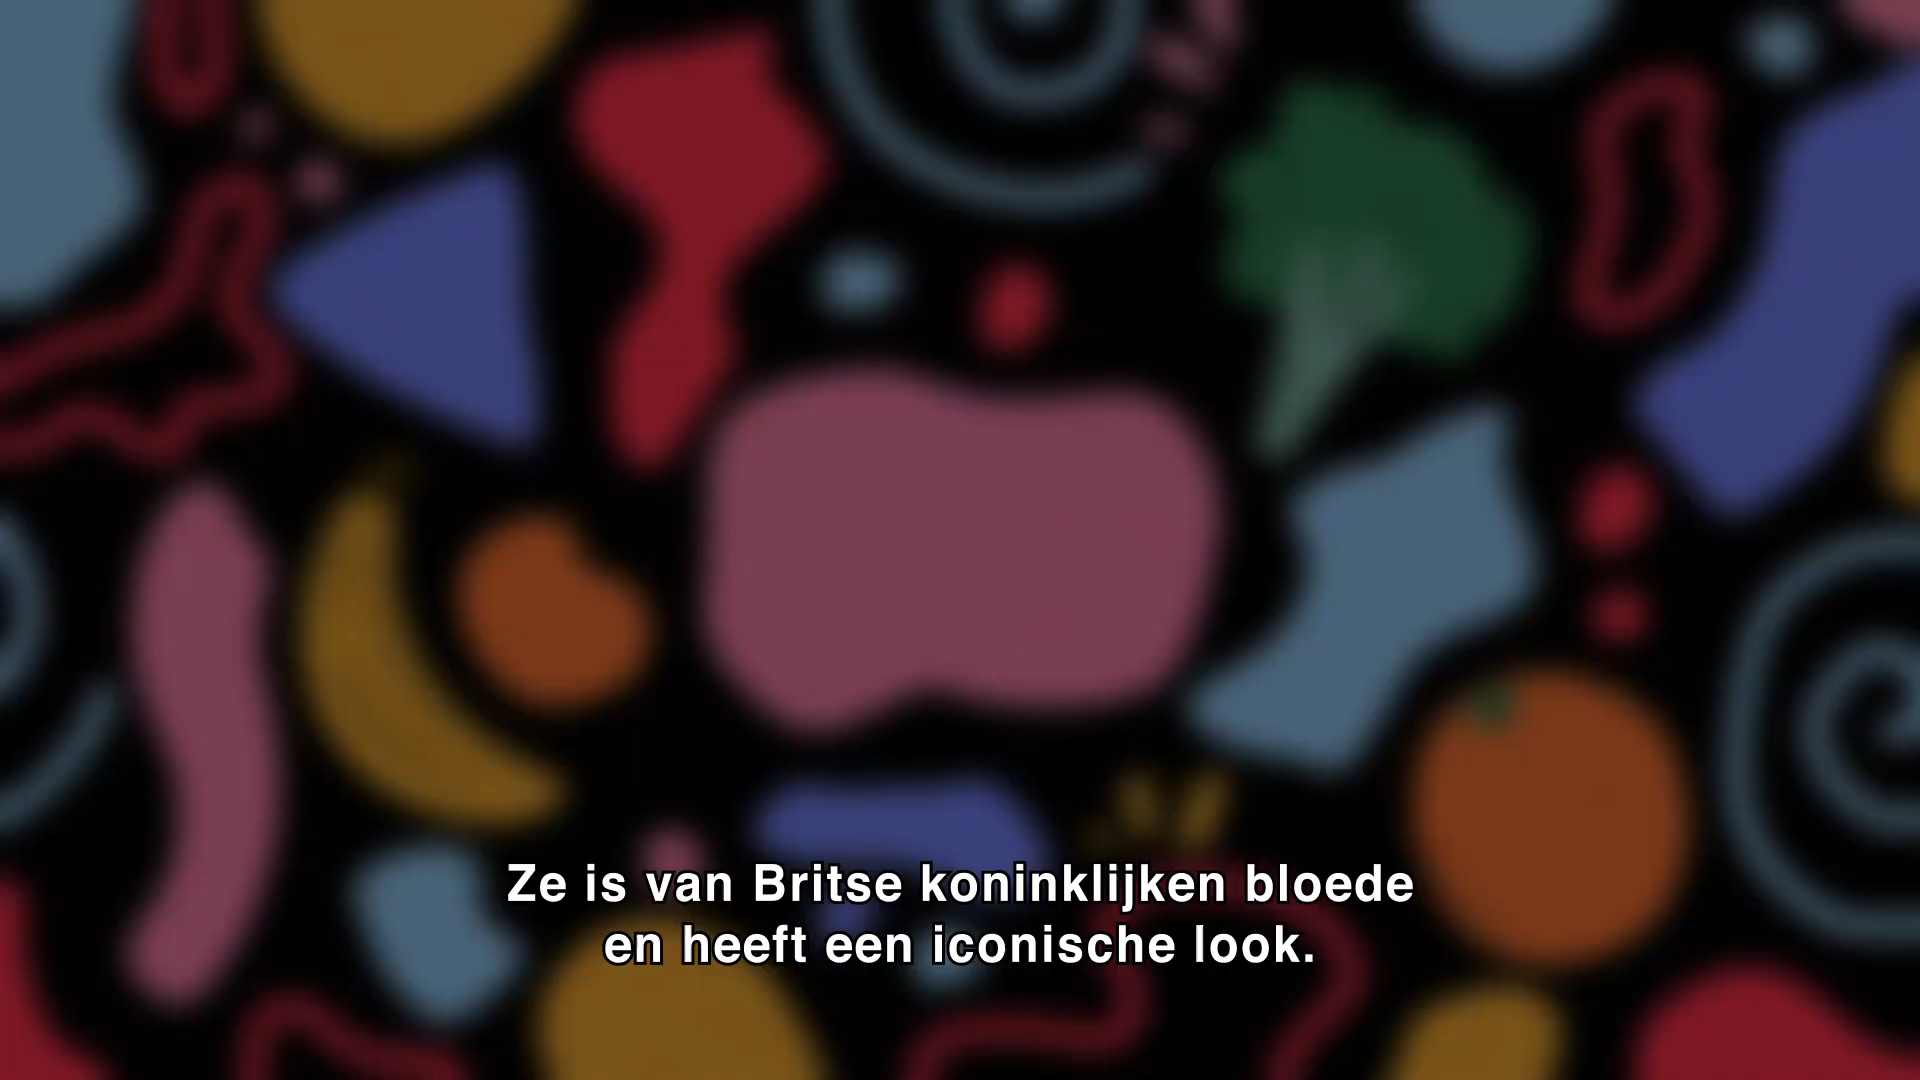 Ze is van Britse koninklijken bloede
en heeft een iconische look.